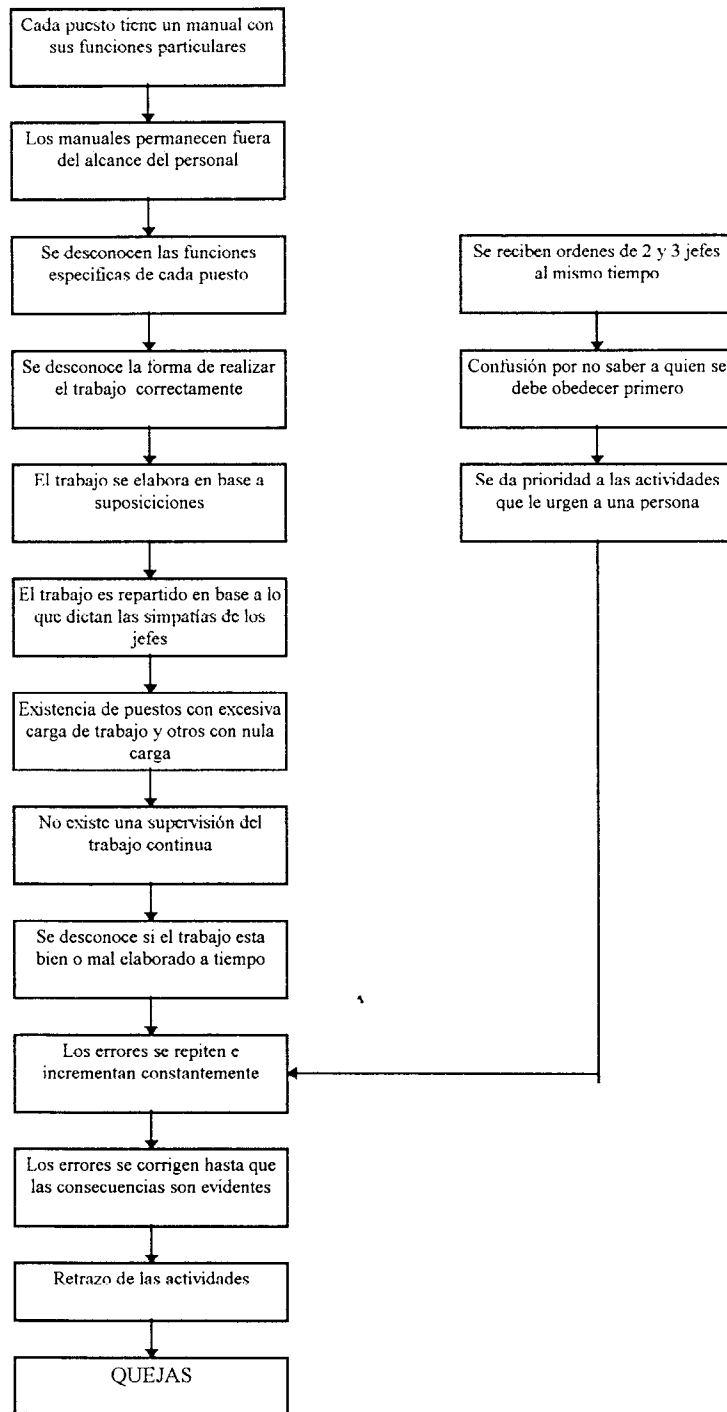 Cada puesto tiene un manual con
sus funciones particulares
Los manuales permanecen fuera
del alcance del personal
Se desconocen las funciones
especificas de cada puesto
Se desconoce la forma de realizar
el trabajo correctamente
El trabajo se elabora en base a
suposiciciones
El trabajo es repartido en base a lo
que dictan las simpatías de los
jefes
Existencia de puestos con excesiva
carga de trabajo y otros con nula
carga
No existe una supervisión del
trabajo continua
Se desconoce si el trabajo esta
bien o mal elaborado a tiempo
Los errores se repiten e
incrementan constantemente
Los errores se corrigen hasta que
las consecuencias son evidentes
Retrazo de las actividades
QUEJAS
Se reciben ordenes de 2 y 3 jefes
al mismo tiempo
Confusión por no saber a quien se
debe obedecer primero
Se da prioridad a las actividades
que le urgen a una persona